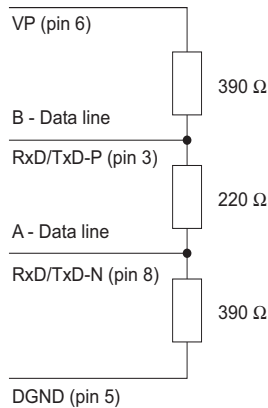 VP (pin 6)
390 Ω
B - Data line
RxD/TxD-P (pin 3)
220 Ω
A - Data line
RxD/TxD-N (pin 8)
390 Ω
DGND (pin 5)